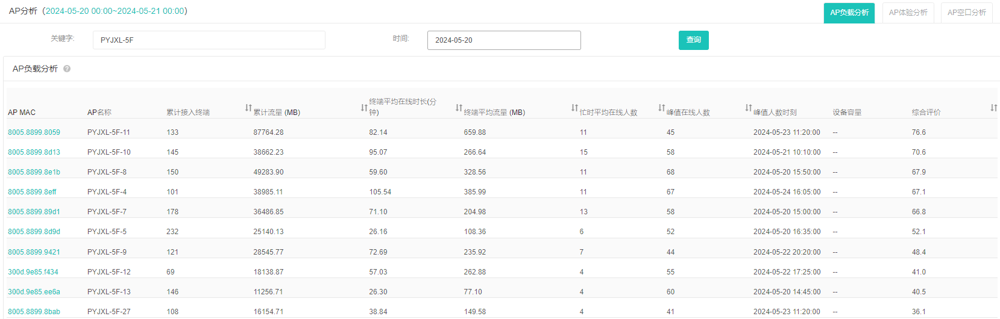 AP分析（2024-05-20 00:00~2024-05-21 00:00）
AP负载分析 AP体验分析 AP空口分析
关键字: PYJXL-5F 时间: 2024-05-20 查询
AP负载分析 ?
AP MAC AP名称 累计接入终端 累计流量 (MB) 终端平均在线时长(分钟) 终端平均流量 (MB) 忙时平均在线人数 峰值在线人数 峰值人数时刻 设备容量 综合评价
8005.8899.8059 PYJXL-5F-11 133 87764.28 82.14 659.88 11 45 2024-05-23 11:20:00 -- 76.6
8005.8899.8d13 PYJXL-5F-10 145 38662.23 95.07 266.64 15 58 2024-05-21 10:10:00 -- 70.6
8005.8899.8e1b PYJXL-5F-8 150 49283.90 59.60 328.56 11 68 2024-05-20 15:50:00 -- 67.9
8005.8899.8eff PYJXL-5F-4 101 38985.11 105.54 385.99 11 67 2024-05-24 16:05:00 -- 67.1
8005.8899.89d1 PYJXL-5F-7 178 36486.85 71.10 204.98 13 58 2024-05-20 15:00:00 -- 66.8
8005.8899.8d9d PYJXL-5F-5 232 25140.13 26.16 108.36 6 52 2024-05-20 16:35:00 -- 52.1
8005.8899.9421 PYJXL-5F-9 121 28545.77 72.69 235.92 7 44 2024-05-22 20:20:00 -- 48.4
300d.9e85.f434 PYJXL-5F-12 69 18138.87 57.03 262.88 4 55 2024-05-22 17:25:00 -- 41.0
300d.9e85.ee6a PYJXL-5F-13 146 11256.71 26.30 77.10 4 60 2024-05-20 14:45:00 -- 40.5
8005.8899.8bab PYJXL-5F-27 108 16154.71 38.84 149.58 4 41 2024-05-23 11:20:00 -- 36.1